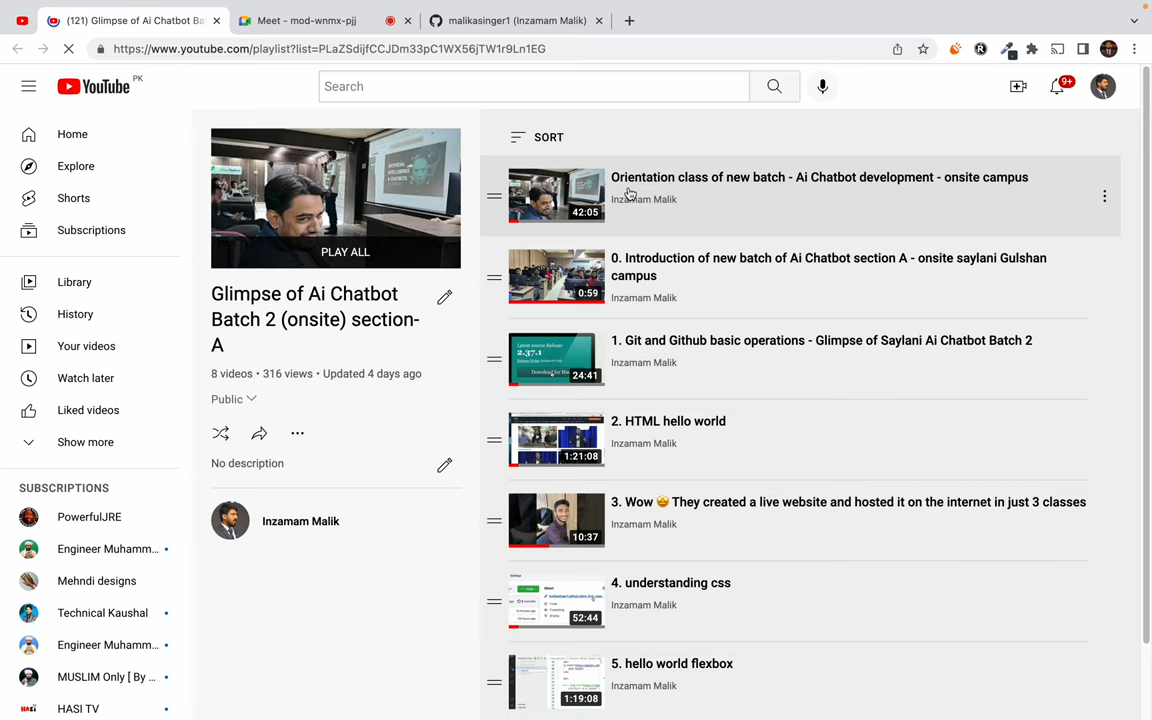 (121) Glimpse of Ai Chatbot Ba
Meet - mod-wnmx-pjj
malikasinger1 (Inzamam Malik)
https://www.youtube.com/playlist?list=PLaZSdijfCCJDm33pC1WX56jTW1r9Ln1EG
YouTube PK
Search
9+
Home
Explore
Shorts
Subscriptions
Library
History
Your videos
Watch later
Liked videos
Show more
SUBSCRIPTIONS
PowerfulJRE
Engineer Muhamm...
Mehndi designs
Technical Kaushal
Engineer Muhamm...
MUSLIM Only [ By ...
HASI TV
PLAY ALL
Glimpse of Ai Chatbot
Batch 2 (onsite) section-
A
8 videos • 316 views • Updated 4 days ago
Public
No description
Inzamam Malik
SORT
42:05
Orientation class of new batch - Ai Chatbot development - onsite campus
Inzamam Malik
0:59
0. Introduction of new batch of Ai Chatbot section A - onsite saylani Gulshan
campus
Inzamam Malik
Latest source Release
2.37.1
24:41
1. Git and Github basic operations - Glimpse of Saylani Ai Chatbot Batch 2
Inzamam Malik
1:21:08
2. HTML hello world
Inzamam Malik
10:37
3. Wow 🤩 They created a live website and hosted it on the internet in just 3 classes
Inzamam Malik
52:44
4. understanding css
Inzamam Malik
1:19:08
5. hello world flexbox
Inzamam Malik